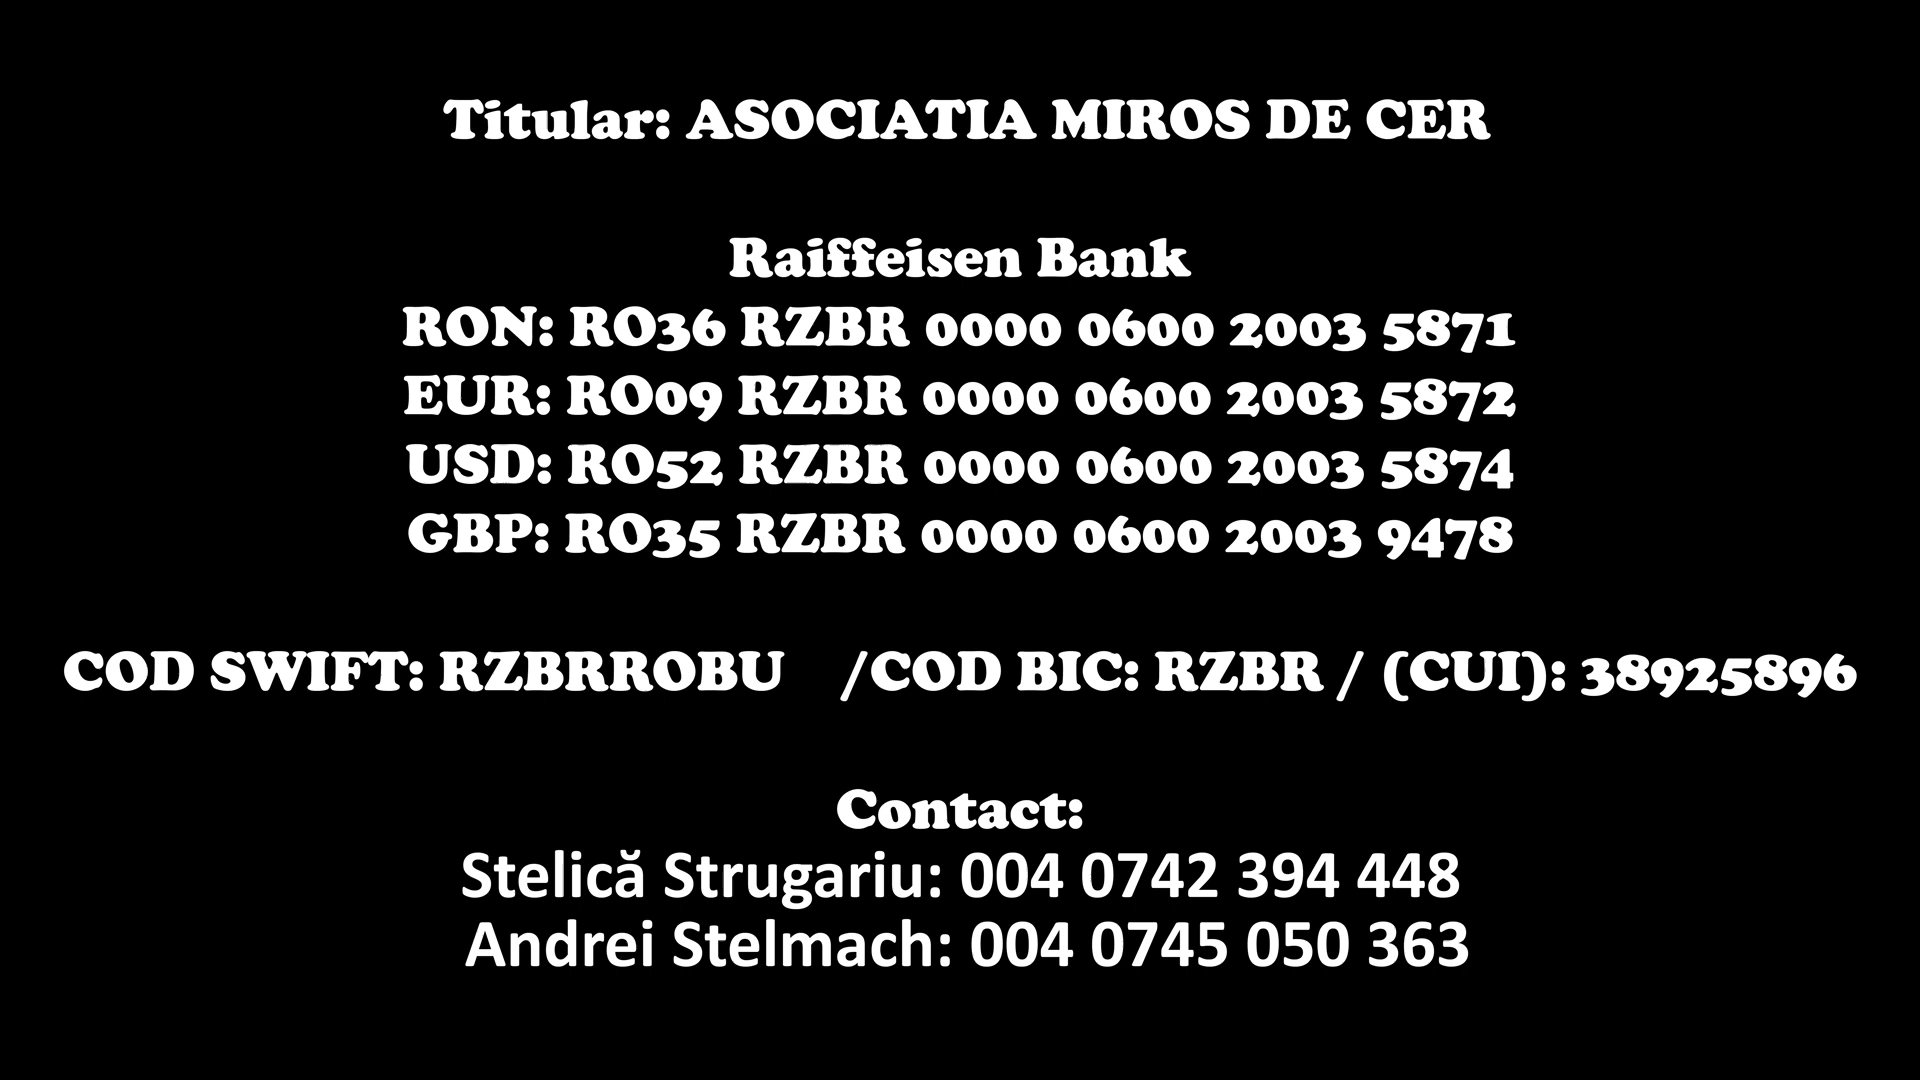 Titular: ASOCIATIA MIROS DE CER
Raiffeisen Bank
RON: RO36 RZBR 0000 0600 2003 5871
EUR: RO09 RZBR 0000 0600 2003 5872
USD: RO52 RZBR 0000 0600 2003 5874
GBP: RO35 RZBR 0000 0600 2003 9478
COD SWIFT: RZBRROBU /COD BIC: RZBR / (CUI): 38925896
Contact:
Stelică Strugariu: 004 0742 394 448
Andrei Stelmach: 004 0745 050 363